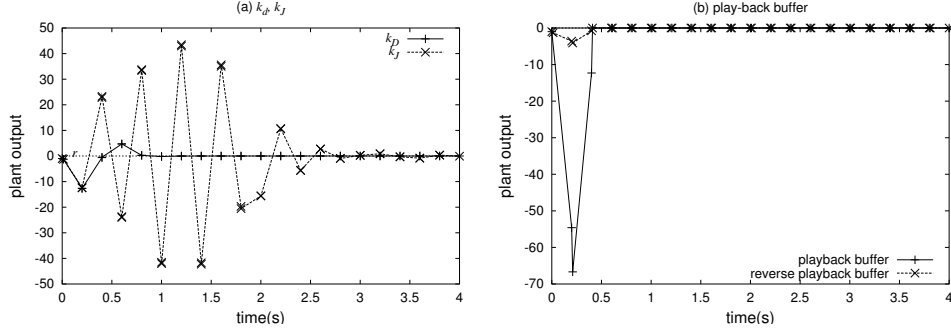 (a) k_d, k_J
50
40
30
20
10
0
-10
-20
-30
-40
-50
plant output
r
k_D
k_J
0 0.5 1 1.5 2 2.5 3 3.5 4
time(s)
(b) play-back buffer
0
-10
-20
-30
-40
-50
-60
-70
plant output
playback buffer
reverse playback buffer
0 0.5 1 1.5 2 2.5 3 3.5 4
time(s)